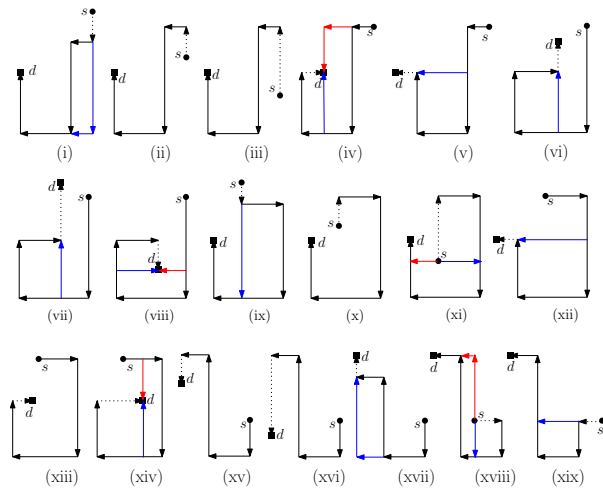 s
d
s
d
s
d
s
d
s
d
s
d
(i) (ii) (iii) (iv) (v) (vi)
d
s
s
d
s
d
s
d
s
d
s
d
(vii) (viii) (ix) (x) (xi) (xii)
s
d
s
d
d
s
d
s
d
s
d
s
d
s
(xiii) (xiv) (xv) (xvi) (xvii) (xviii) (xix)